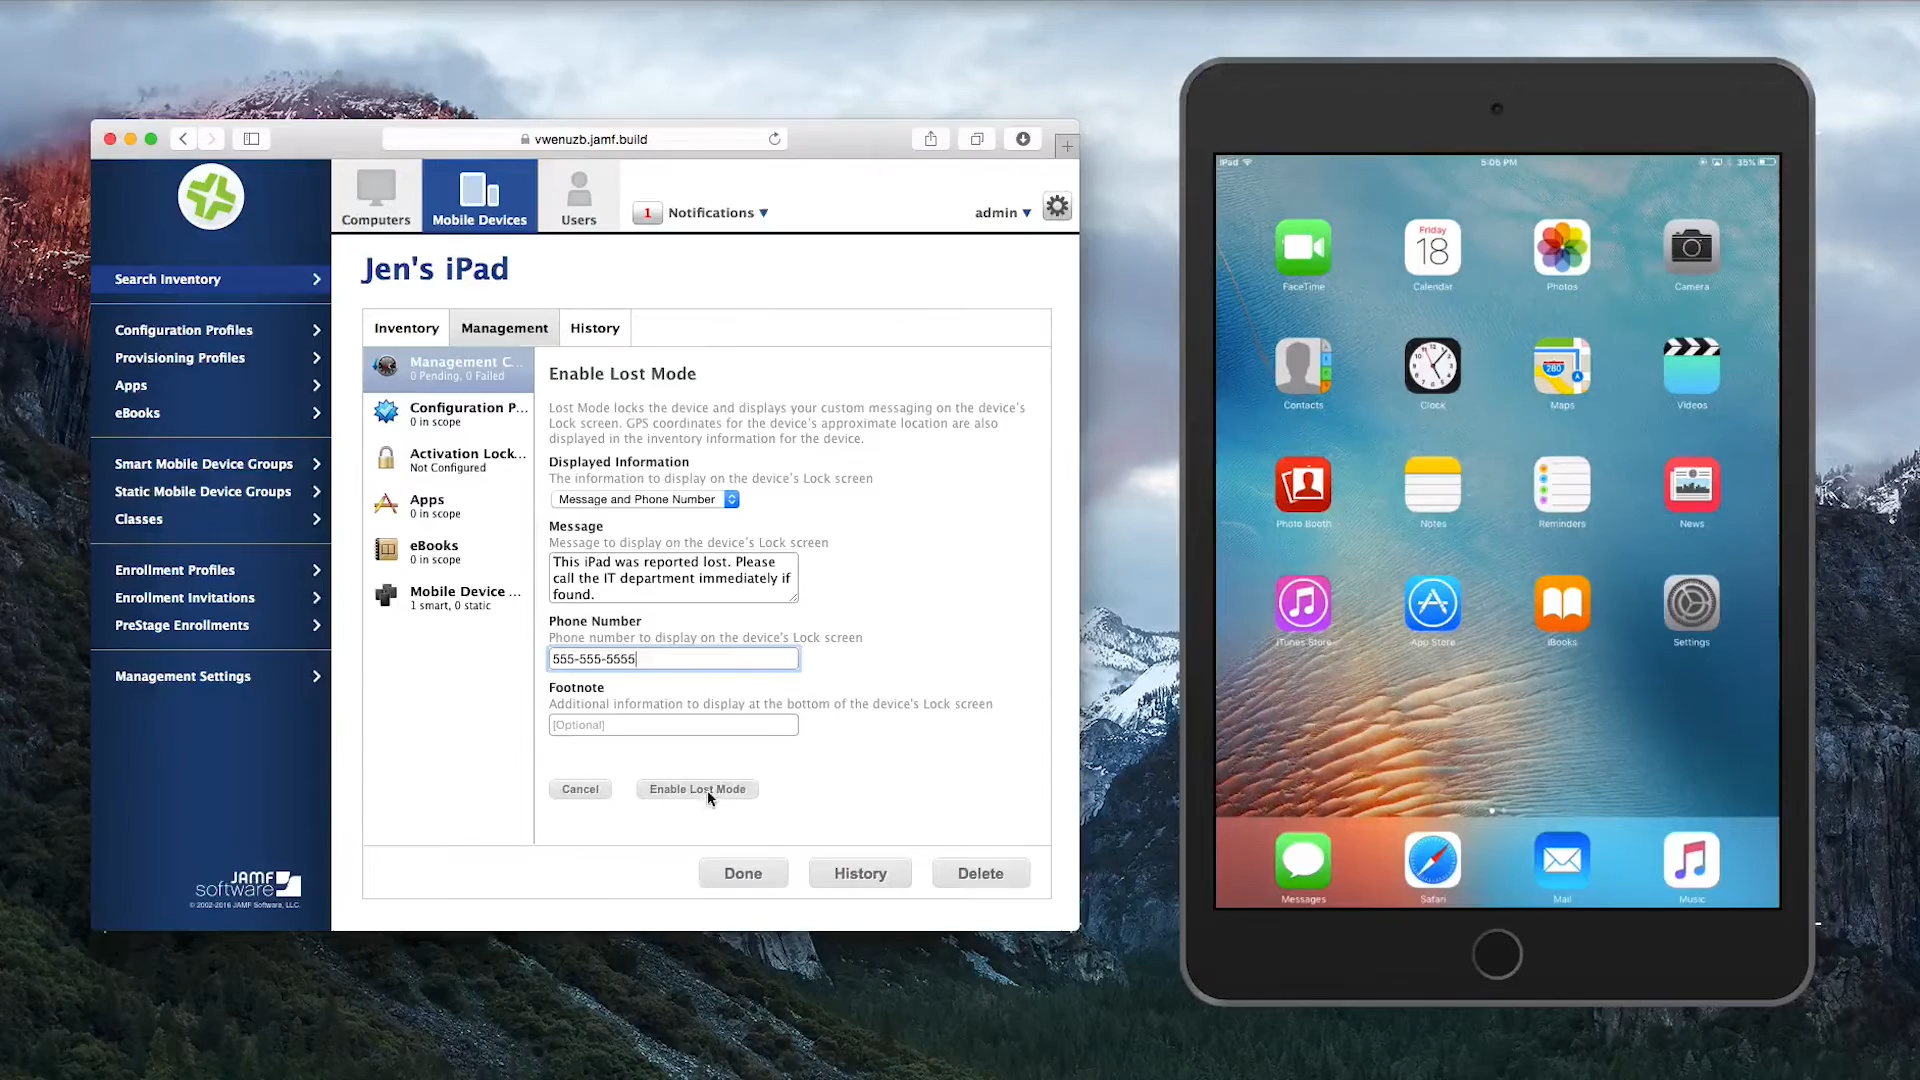 vwenuzb.jamf.build
Computers
Mobile Devices
Users
1
Notifications ▼
admin ▼
Search Inventory
Configuration Profiles
Provisioning Profiles
Apps
eBooks
Smart Mobile Device Groups
Static Mobile Device Groups
Classes
Enrollment Profiles
Enrollment Invitations
PreStage Enrollments
Management Settings
JAMF
software
© 2002-2016 JAMF Software, LLC.
Jen's iPad
Inventory
Management
History
Management C...
0 Pending, 0 Failed
Configuration P...
0 in scope
Activation Lock...
Not Configured
Apps
0 in scope
eBooks
0 in scope
Mobile Device ...
1 smart, 0 static
Enable Lost Mode
Lost Mode locks the device and displays your custom messaging on the device's
Lock screen. GPS coordinates for the device's approximate location are also
displayed in the inventory information for the device.
Displayed Information
The information to display on the device's Lock screen
Message and Phone Number
Message
Message to display on the device's Lock screen
This iPad was reported lost. Please
call the IT department immediately if
found.
Phone Number
Phone number to display on the device's Lock screen
555-555-5555
Footnote
Additional information to display at the bottom of the device's Lock screen
[Optional]
Cancel
Enable Lost Mode
Done
History
Delete
iPad
5:05 PM
35%
Friday
18
FaceTime
Calendar
Photos
Camera
280
Contacts
Clock
Maps
Videos
Photo Booth
Notes
Reminders
News
iTunes Store
App Store
iBooks
Settings
Messages
Safari
Mail
Music